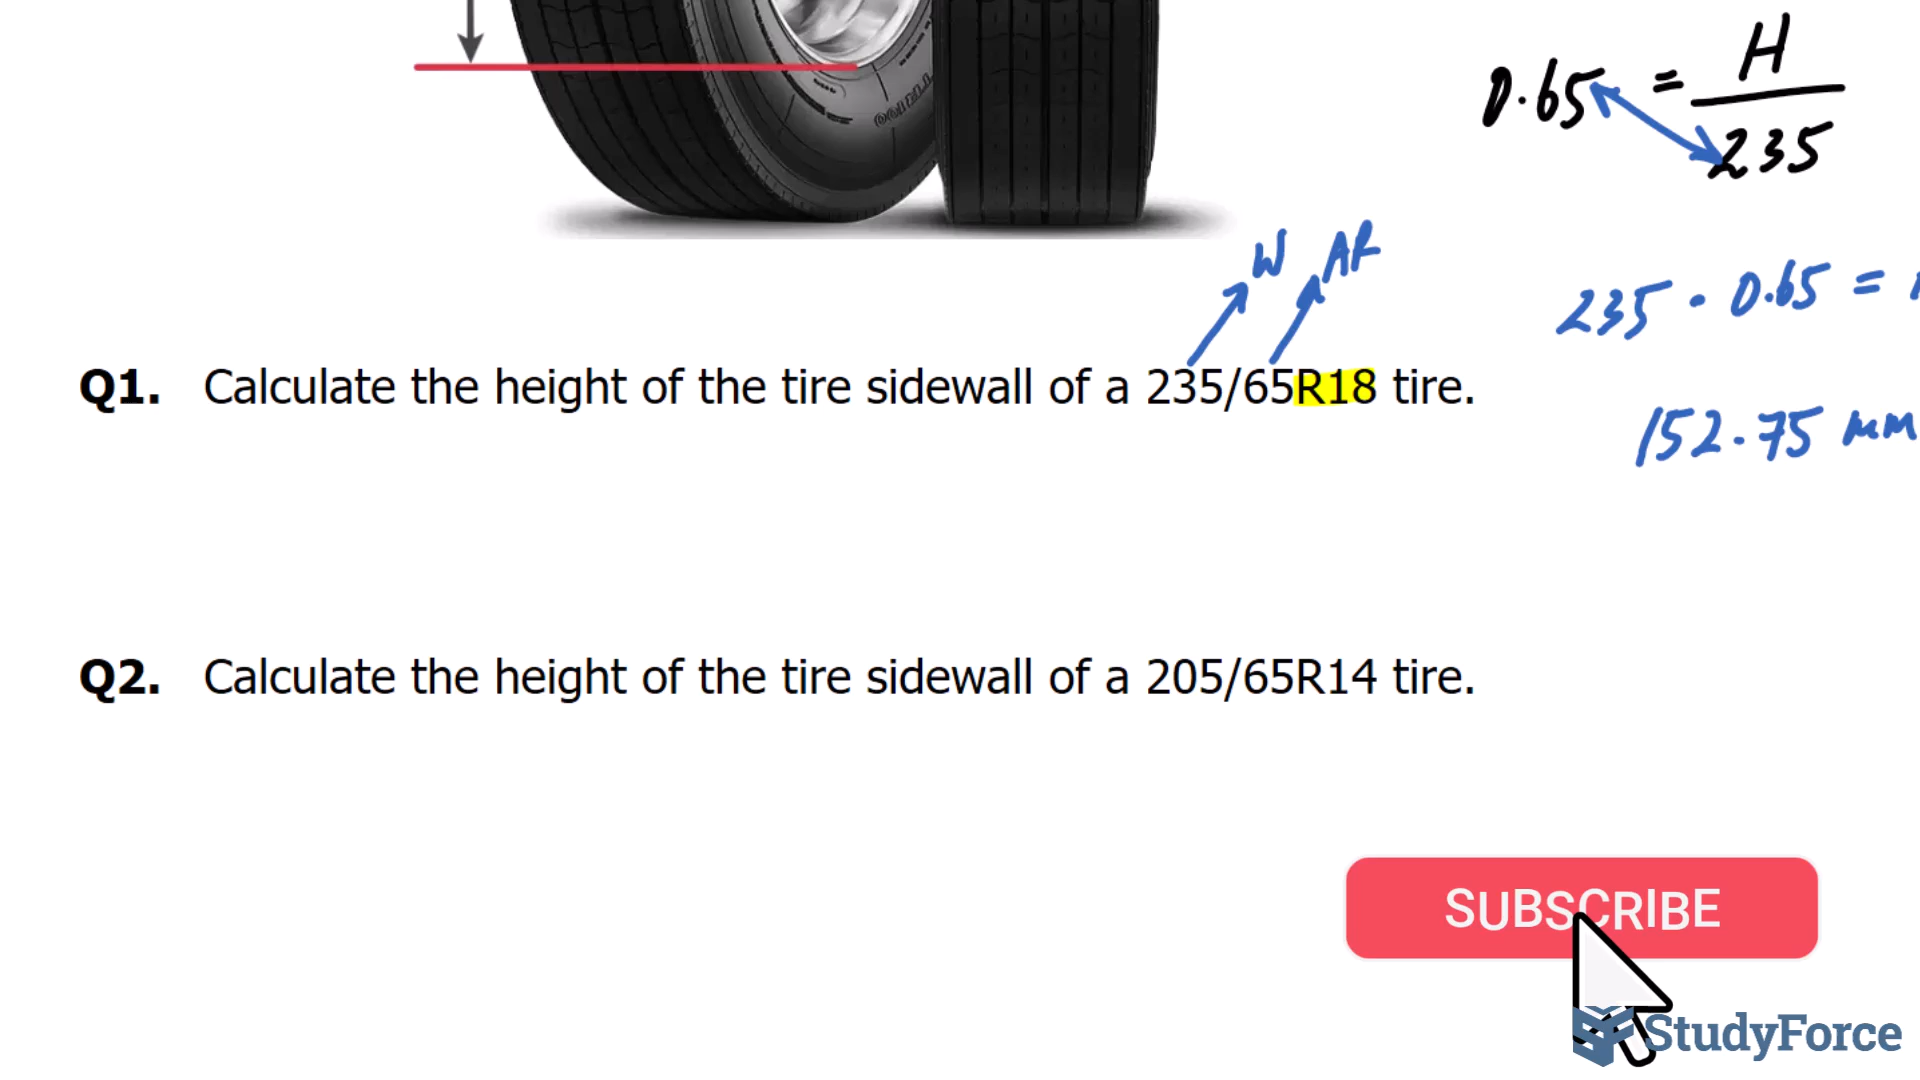 0.65 = H
235
W AR
235 · 0.65 =
Q1. Calculate the height of the tire sidewall of a 235/65R18 tire.
152.75 mm
Q2. Calculate the height of the tire sidewall of a 205/65R14 tire.
SUBSCRIBE
StudyForce